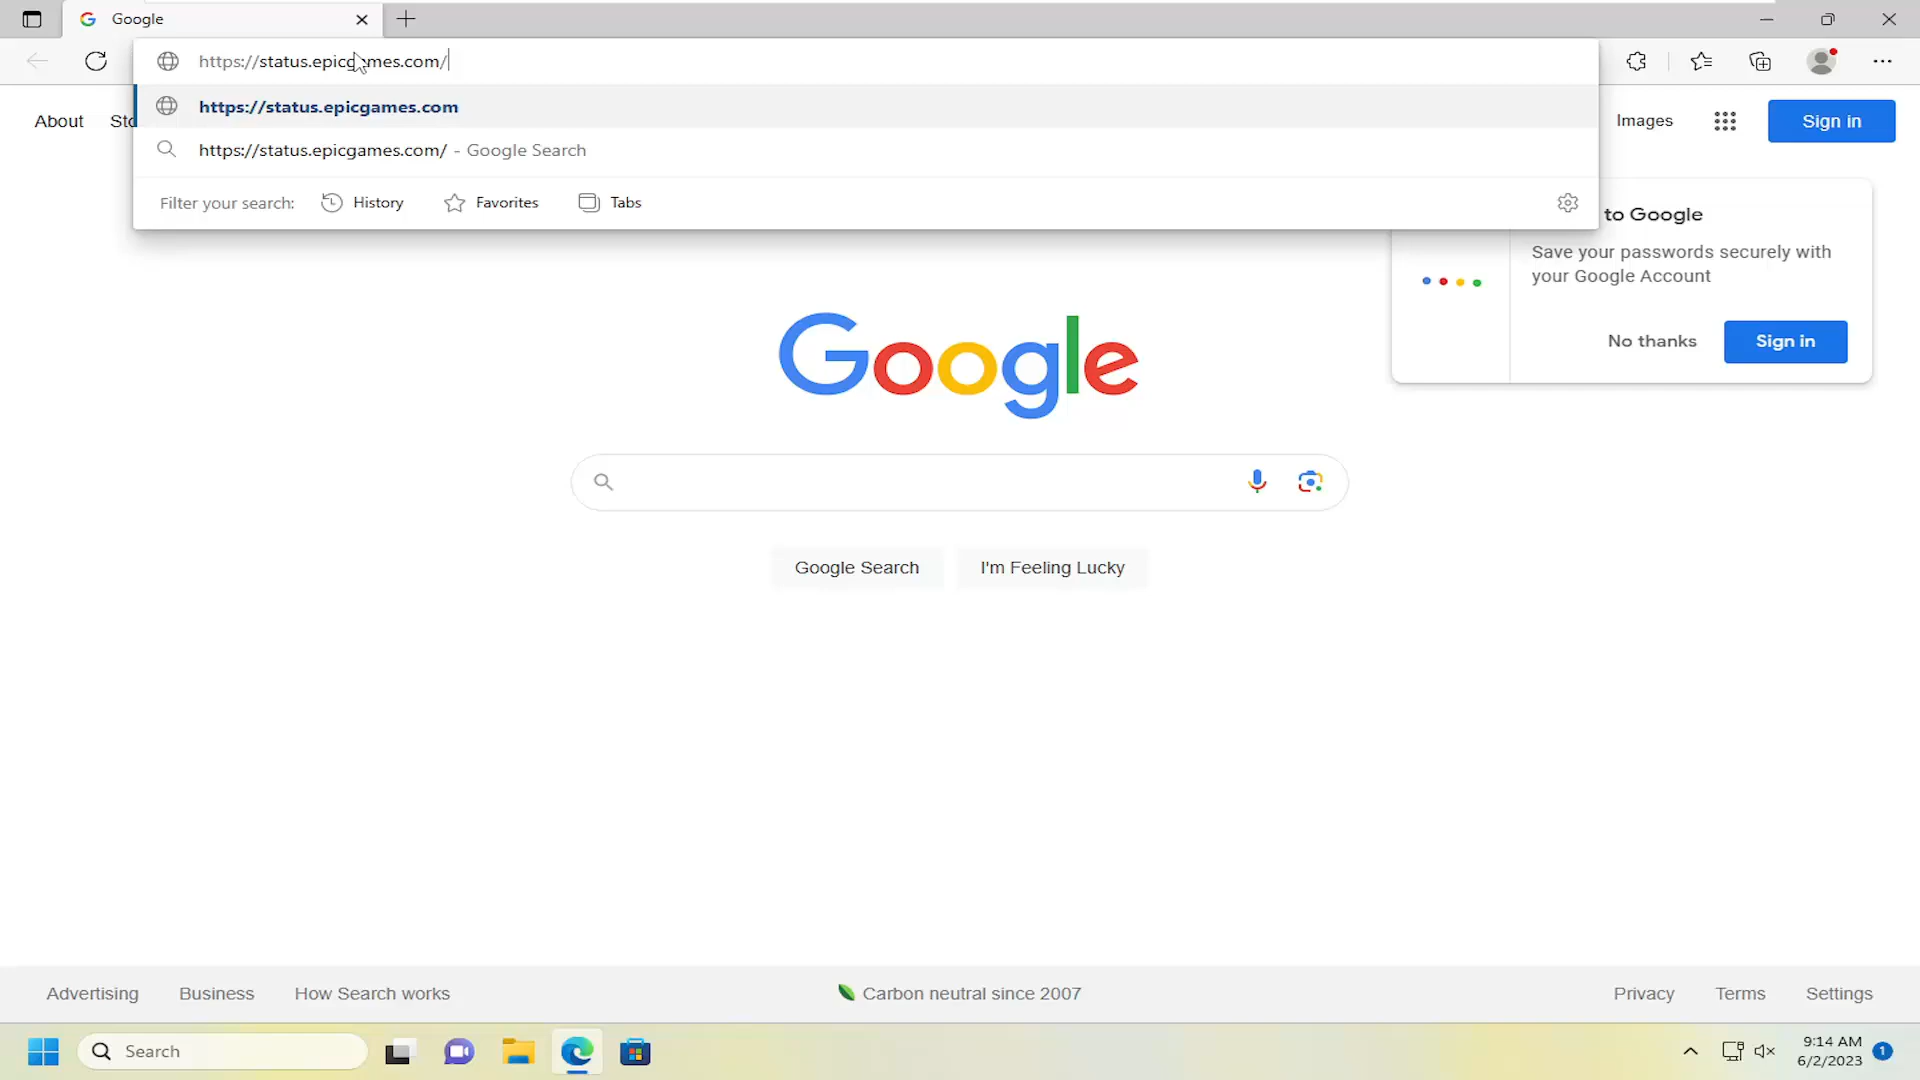 Google
https://status.epicgames.com/
https://status.epicgames.com
https://status.epicgames.com/ - Google Search
Filter your search: History Favorites Tabs
About Sto
Images Sign in
to Google
Save your passwords securely with
your Google Account
No thanks Sign in
Google
Google Search I'm Feeling Lucky
Advertising Business How Search works Carbon neutral since 2007 Privacy Terms Settings
Search
9:14 AM
6/2/2023
1